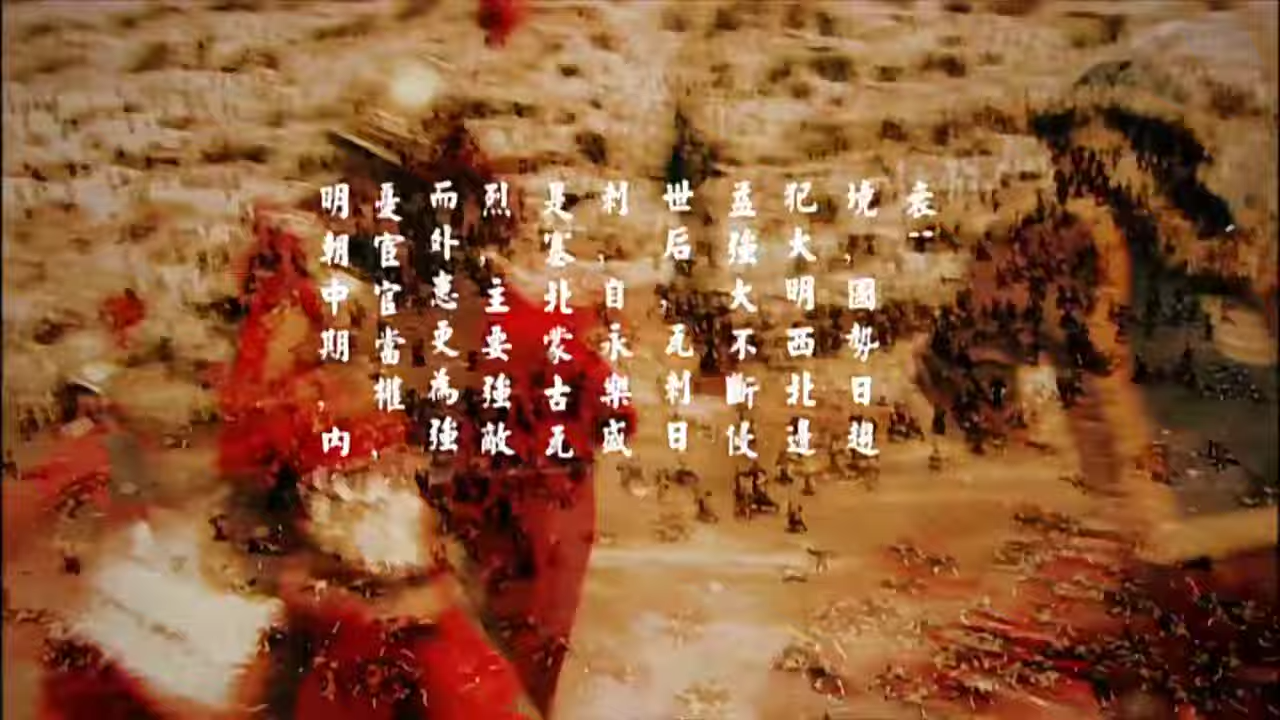 明朝中期，内
憂宦官當權，
而外患更為強
烈，主要強敵
是塞北蒙古瓦
剌，自永樂盛
世后，瓦剌日
益強大不斷侵
犯大明西北邊
境，國勢日趨
衰…